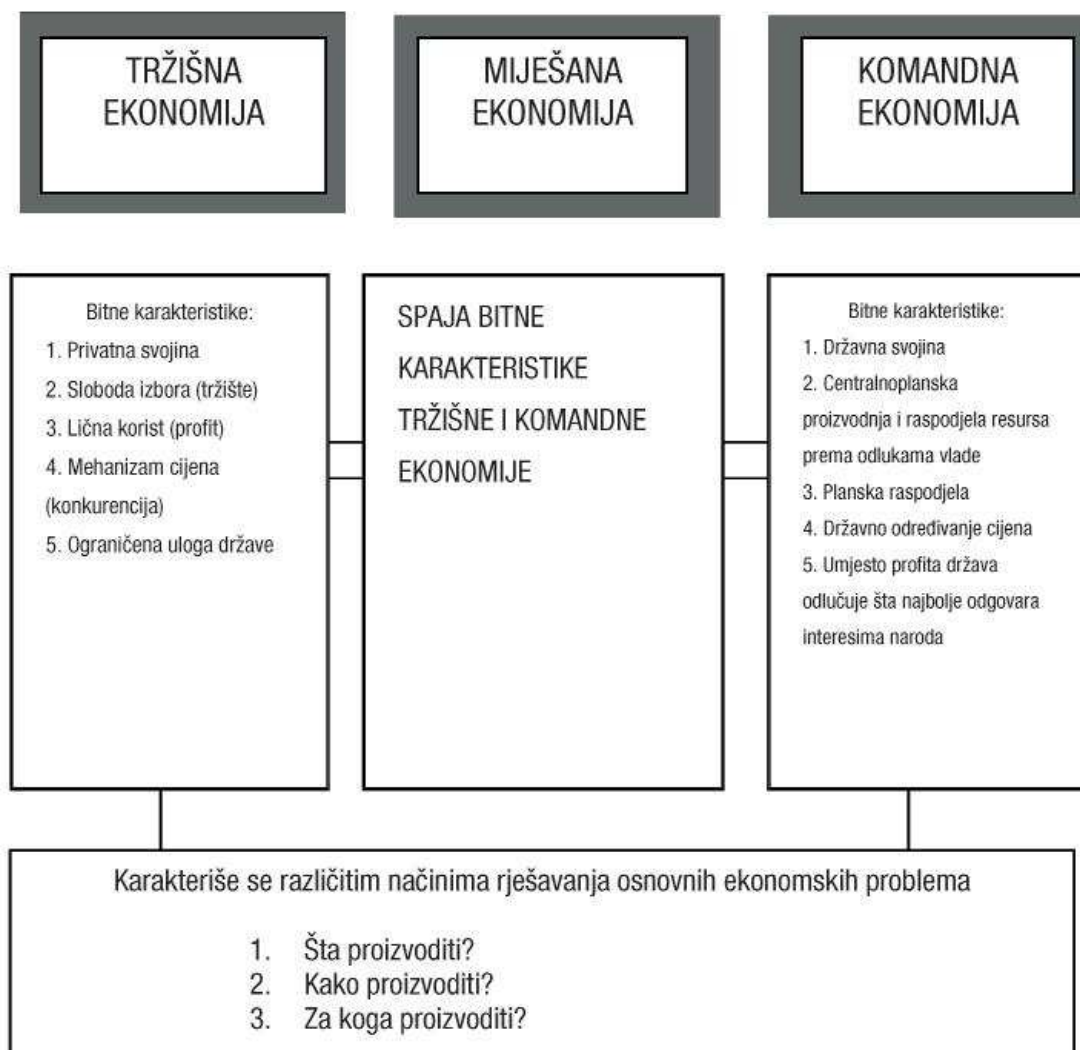 TRŽIŠNA
EKONOMIJA
MIJEŠANA
EKONOMIJA
KOMANDNA
EKONOMIJA
Bitne karakteristike:
1. Privatna svojina
2. Sloboda izbora (tržište)
3. Lična korist (profit)
4. Mehanizam cijena
(konkurencija)
5. Ograničena uloga države
SPAJA BITNE
KARAKTERISTIKE
TRŽIŠNE I KOMANDNE
EKONOMIJE
Bitne karakteristike:
1. Državna svojina
2. Centralnoplanska
proizvodnja i raspodjela resursa
prema odlukama vlade
3. Planska raspodjela
4. Državno određivanje cijena
5. Umjesto profita država
odlučuje šta najbolje odgovara
interesima naroda
Karakteriše se različitim načinima rješavanja osnovnih ekonomskih problema
1. Šta proizvoditi?
2. Kako proizvoditi?
3. Za koga proizvoditi?